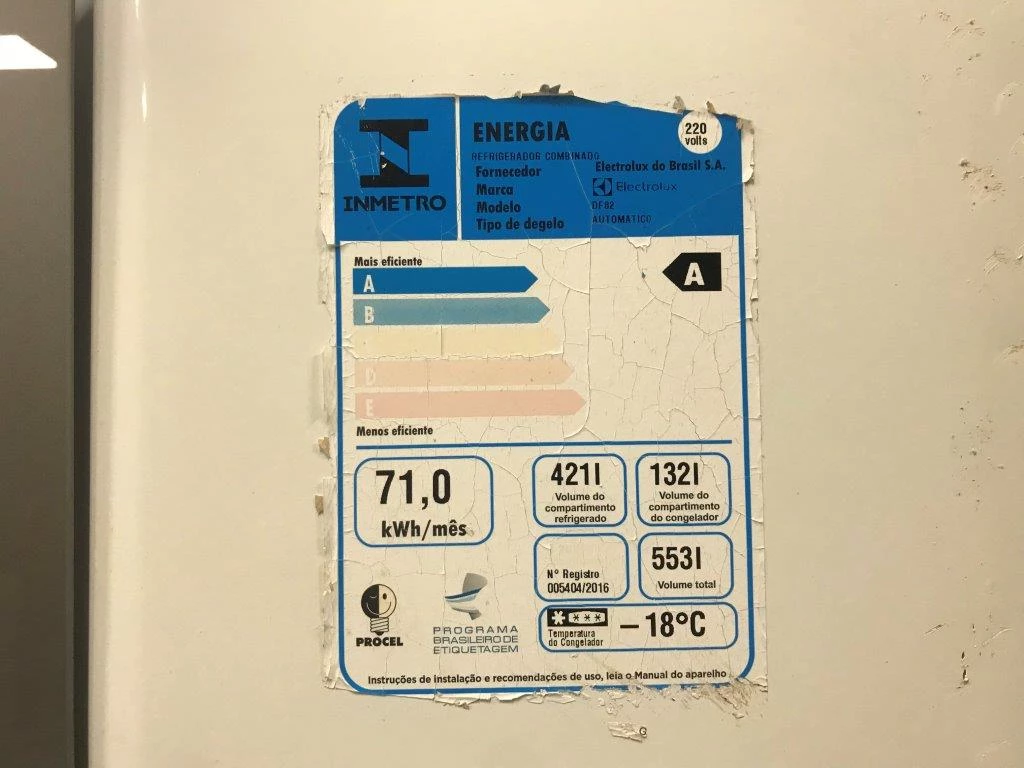 INMETRO
ENERGIA
220
volts
REFRIGERADOR COMBINADO
Fornecedor Electrolux do Brasil S.A.
Marca Electrolux
Modelo DF82
Tipo de degelo AUTOMATICO
Mais eficiente
A
A
B
D
E
Menos eficiente
71,0
kWh/mês
421l
Volume do
compartimento
refrigerado
132l
Volume do
compartimento
do congelador
Nº Registro
005404/2016
553l
Volume total
PROCEL
PROGRAMA
BRASILEIRO DE
ETIQUETAGEM
Temperatura
do Congelador
–18°C
Instruções de instalação e recomendações de uso, leia o Manual do aparelho
G